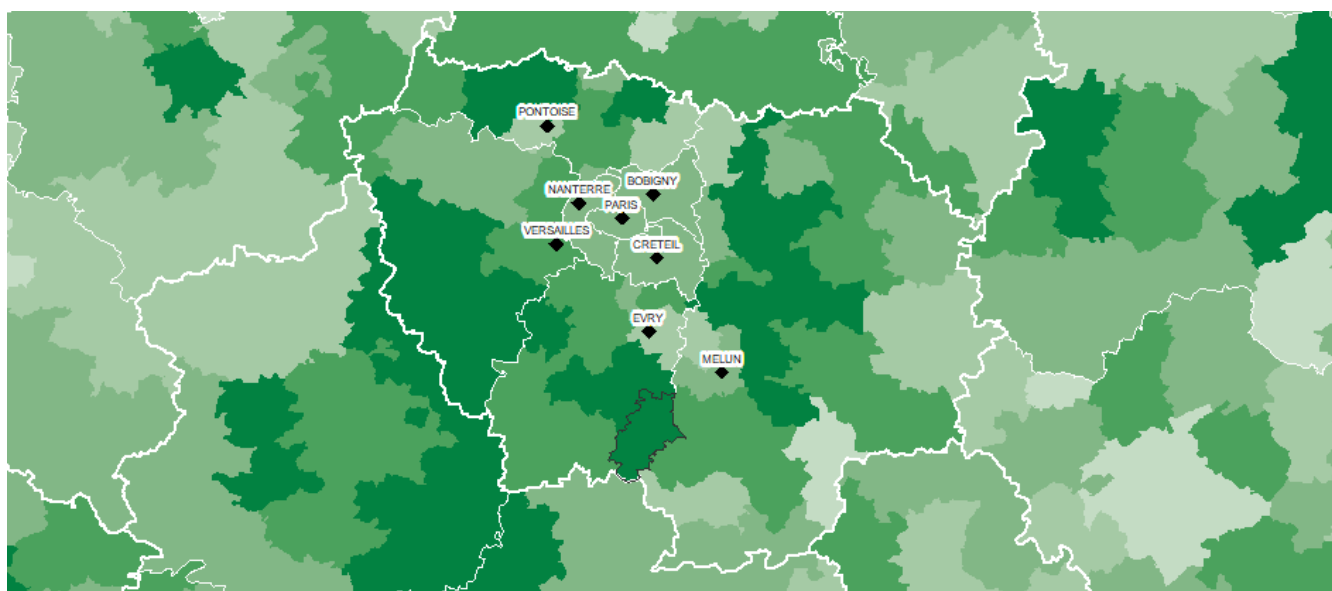 PONTOISE
BOBIGNY
NANTERRE
PARIS
VERSAILLES
CRETEIL
EVRY
MELUN